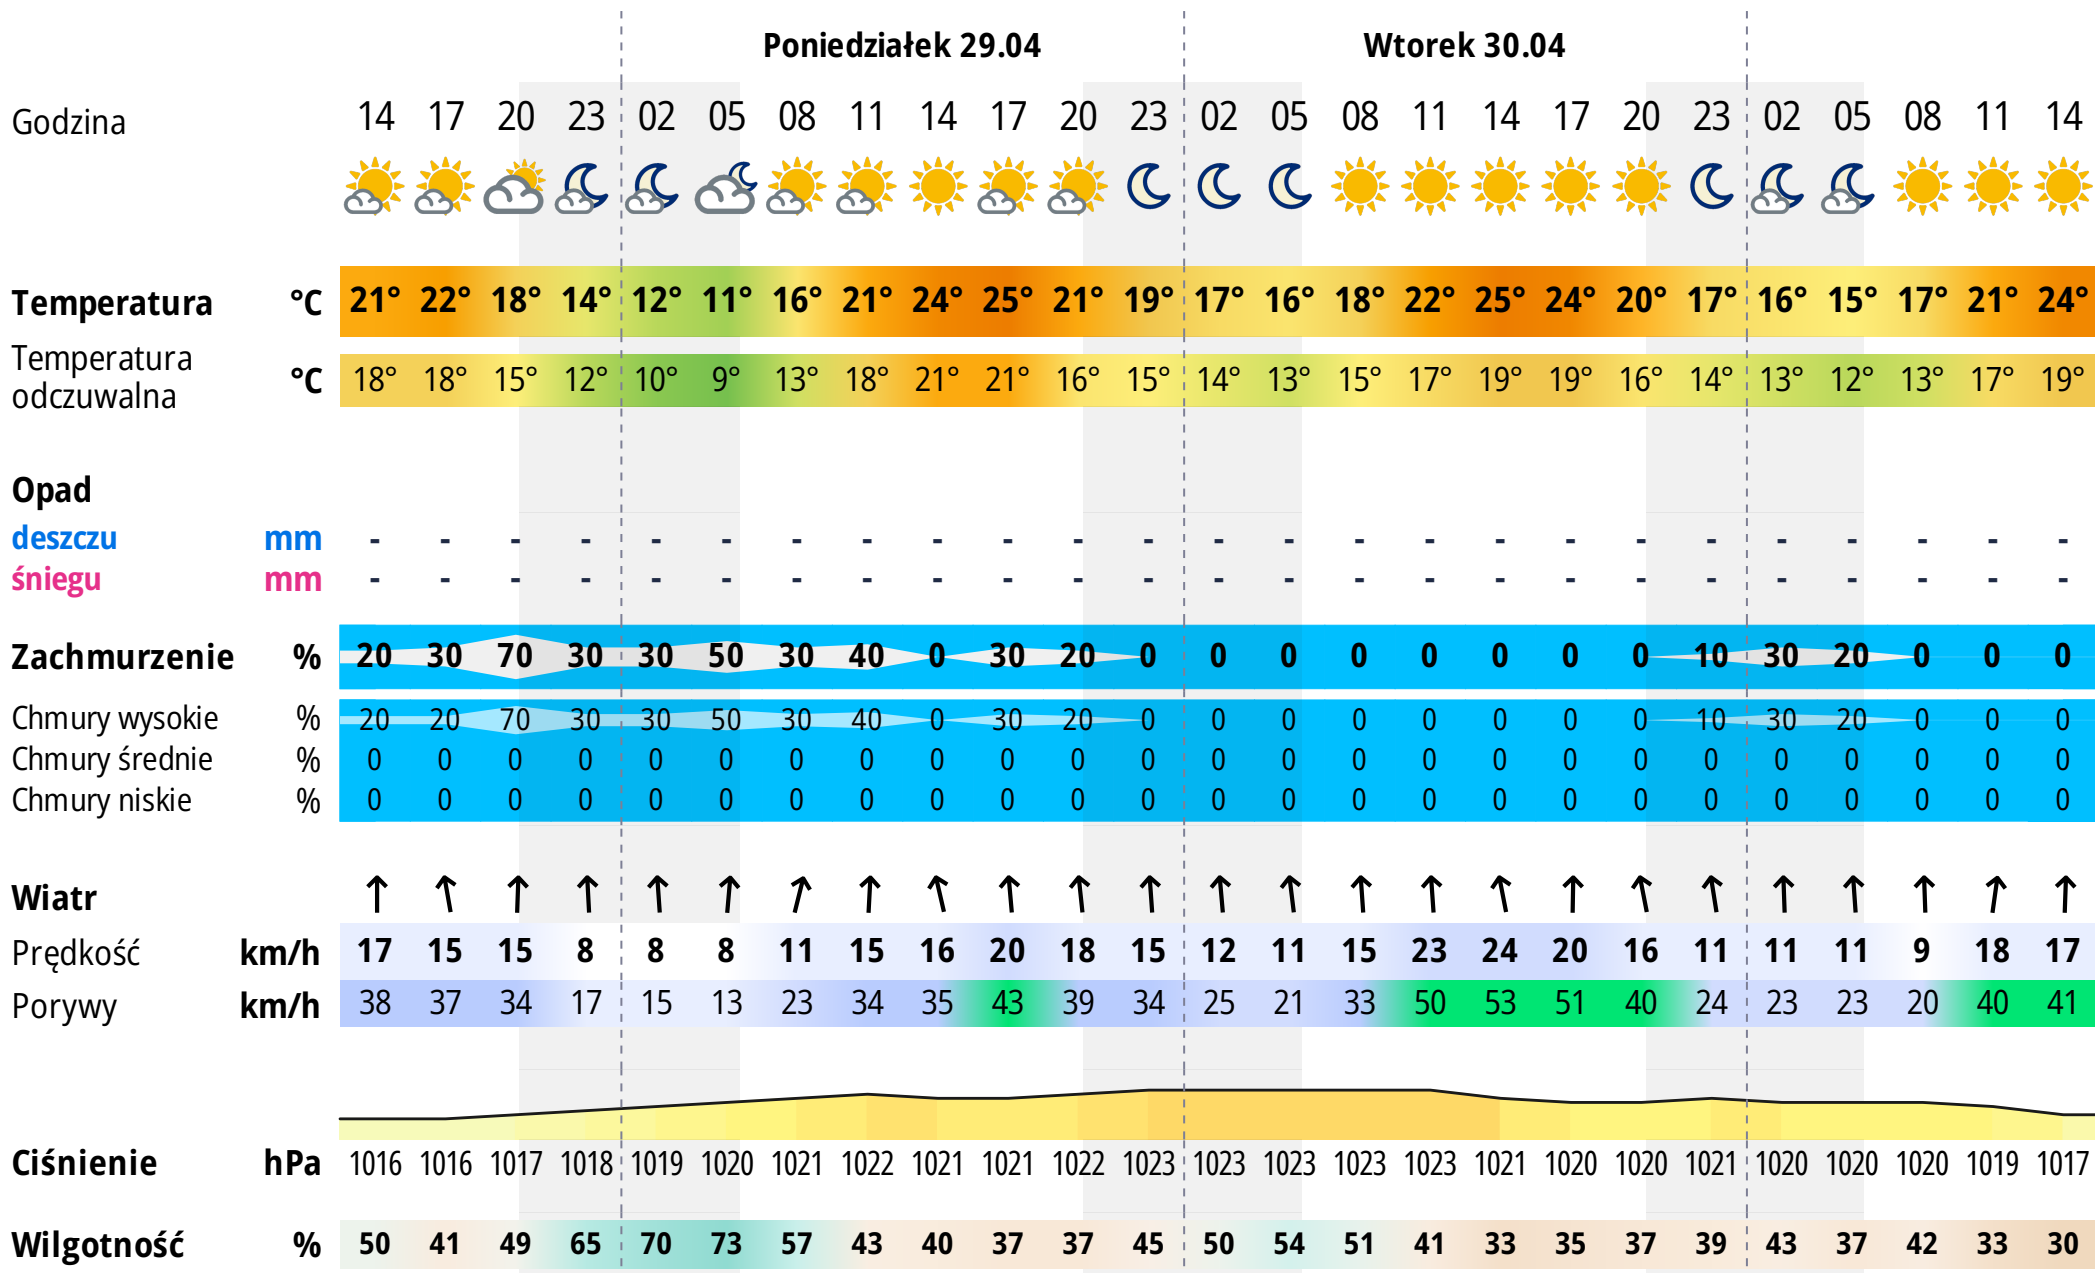 Poniedziałek 29.04 Wtorek 30.04
Godzina 14 17 20 23 02 05 08 11 14 17 20 23 02 05 08 11 14 17 20 23 02 05 08 11 14
Temperatura °C 21° 22° 18° 14° 12° 11° 16° 21° 24° 25° 21° 19° 17° 16° 18° 22° 25° 24° 20° 17° 16° 15° 17° 21° 24°
Temperatura
odczuwalna °C 18° 18° 15° 12° 10° 9° 13° 18° 21° 21° 16° 15° 14° 13° 15° 17° 19° 19° 16° 14° 13° 12° 13° 17° 19°
Opad
deszczu mm - - - - - - - - - - - - - - - - - - - - - - - - -
śniegu mm - - - - - - - - - - - - - - - - - - - - - - - - -
Zachmurzenie % 20 30 70 30 30 50 30 40 0 30 20 0 0 0 0 0 0 0 0 10 30 20 0 0 0
Chmury wysokie % 20 20 70 30 30 50 30 40 0 30 20 0 0 0 0 0 0 0 0 10 30 20 0 0 0
Chmury średnie % 0 0 0 0 0 0 0 0 0 0 0 0 0 0 0 0 0 0 0 0 0 0 0 0 0
Chmury niskie % 0 0 0 0 0 0 0 0 0 0 0 0 0 0 0 0 0 0 0 0 0 0 0 0 0
Wiatr
Prędkość km/h 17 15 15 8 8 8 11 15 16 20 18 15 12 11 15 23 24 20 16 11 11 11 9 18 17
Porywy km/h 38 37 34 17 15 13 23 34 35 43 39 34 25 21 33 50 53 51 40 24 23 23 20 40 41
Ciśnienie hPa 1016 1016 1017 1018 1019 1020 1021 1022 1021 1021 1022 1023 1023 1023 1023 1023 1021 1020 1020 1021 1020 1020 1020 1019 1017
Wilgotność % 50 41 49 65 70 73 57 43 40 37 37 45 50 54 51 41 33 35 37 39 43 37 42 33 30